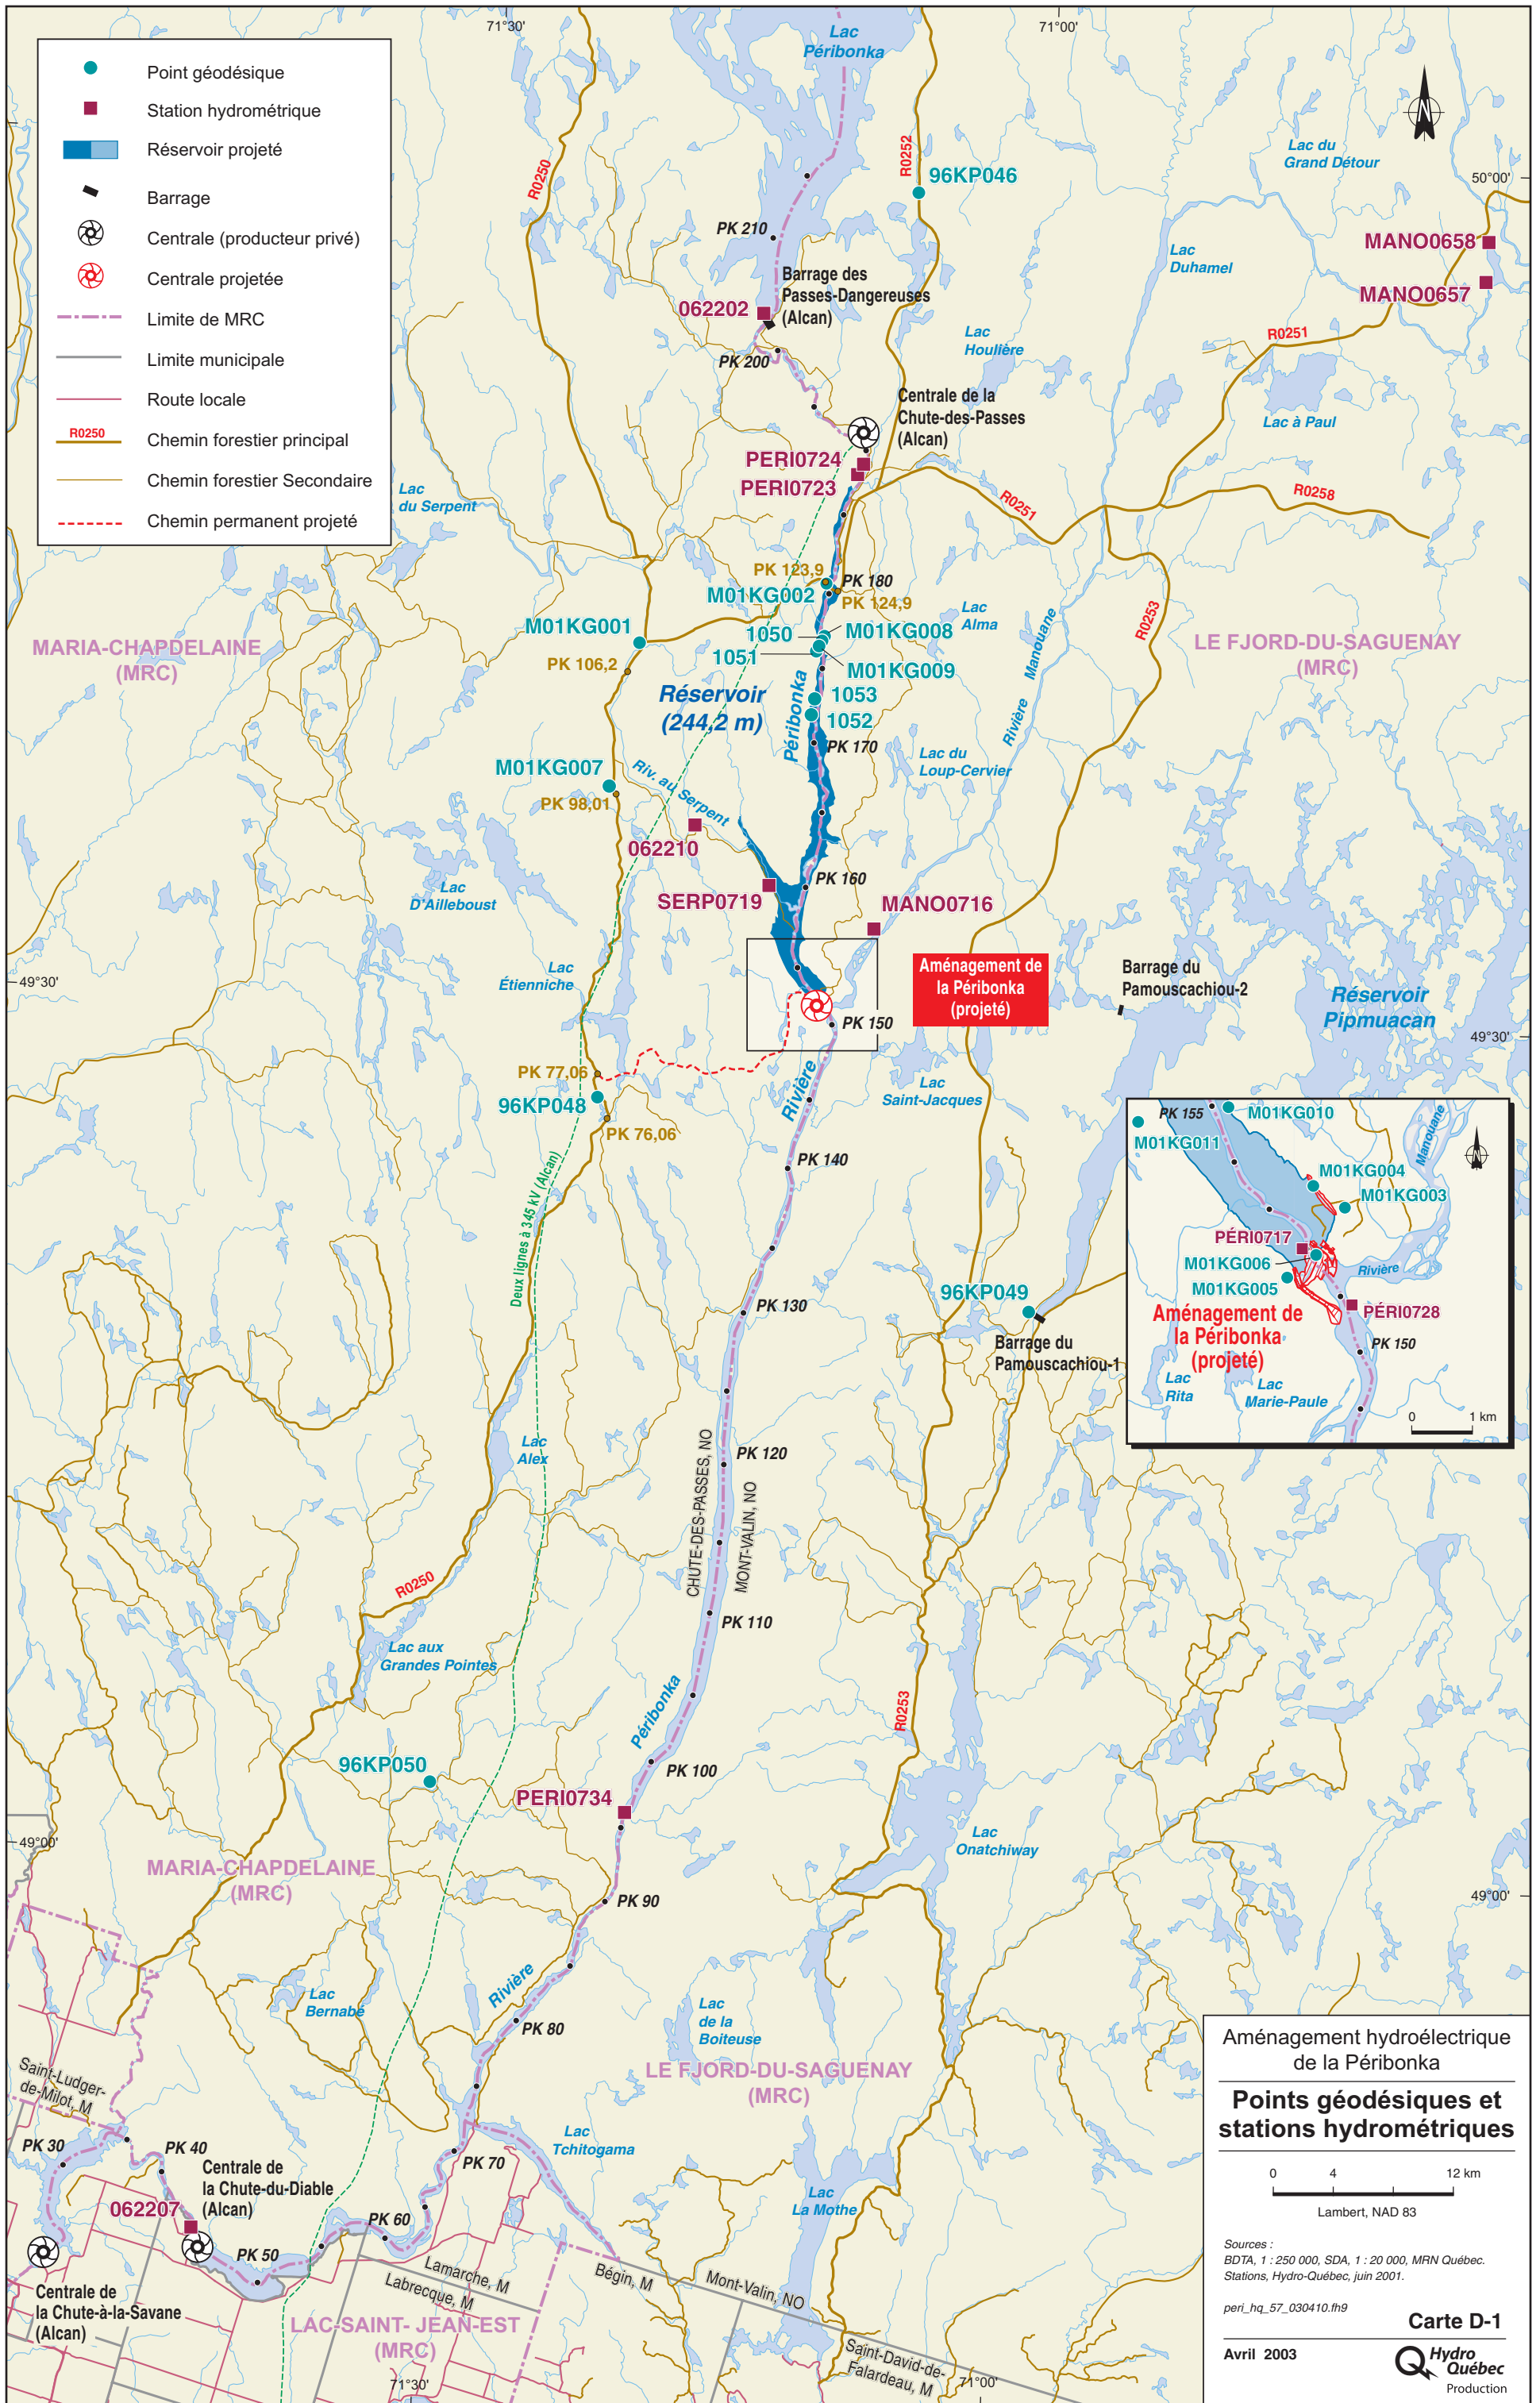 71°30'
71°00'
Point géodésique
Station hydrométrique
Réservoir projeté
Barrage
Centrale (producteur privé)
Centrale projetée
Limite de MRC
Limite municipale
Route locale
R0250
Chemin forestier principal
Chemin forestier Secondaire
Chemin permanent projeté
Lac
Péribonka
N
R0250
R0252
96KP046
Lac du
Grand Détour
50°00'
PK 210
Lac
Duhamel
MANO0658
MANO0657
Barrage des
Passes-Dangereuses
(Alcan)
062202
PK 200
Lac
Houlière
R0251
Centrale de la
Chute-des-Passes
(Alcan)
Lac à Paul
PERI0724
PERI0723
Lac
du Serpent
R0251
R0258
PK 123,9
PK 180
M01KG002
PK 124,9
Lac
Alma
R0253
M01KG001
1050
M01KG008
1051
M01KG009
PK 106,2
MARIA-CHAPDELAINE
(MRC)
LE FJORD-DU-SAGUENAY
(MRC)
Rivière
Manouane
Réservoir
(244,2 m)
Péribonka
1053
1052
PK 170
Lac du
Loup-Cervier
M01KG007
PK 98,01
Riv. au Serpent
062210
PK 160
SERP0719
MANO0716
Lac
D'Ailleboust
Lac
Étienniche
49°30'
Aménagement de
la Péribonka
(projeté)
Barrage du
Pamouscachiou-2
Réservoir
Pipmuacan
49°30'
PK 150
PK 77,06
96KP048
PK 76,06
Rivière
Lac
Saint-Jacques
PK 140
Deux lignes à 345 kV (Alcan)
PK 155
M01KG010
M01KG011
Manouane
N
M01KG004
M01KG003
PÉRI0717
M01KG006
Rivière
M01KG005
PÉRI0728
Aménagement de
la Péribonka
(projeté)
PK 150
Lac
Rita
Lac
Marie-Paule
0 1 km
96KP049
PK 130
Barrage du
Pamouscachiou-1
Lac
Alex
CHUTE-DES-PASSES, NO
MONT-VALIN, NO
PK 120
R0250
PK 110
Lac aux
Grandes Pointes
Péribonka
R0253
96KP050
PK 100
PERI0734
49°00'
Lac
Onatchiway
MARIA-CHAPDELAINE
(MRC)
PK 90
49°00'
Rivière
Lac
Bernabé
PK 80
Lac
de la
Boiteuse
LE FJORD-DU-SAGUENAY
(MRC)
Saint-Ludger-
de-Milot, M
PK 30
PK 40
Lac
Tchitogama
PK 70
Centrale de
la Chute-du-Diable
(Alcan)
062207
PK 60
PK 50
Lac
La Mothe
Lamarche, M
Labrecque, M
Bégin, M
Mont-Valin, NO
Centrale de
la Chute-à-la-Savane
(Alcan)
LAC-SAINT- JEAN-EST
(MRC)
Saint-David-de-
Falardeau, M
71°30'
71°00'
Aménagement hydroélectrique
de la Péribonka
Points géodésiques et
stations hydrométriques
0 4 12 km
Lambert, NAD 83
Sources :
BDTA, 1 : 250 000, SDA, 1 : 20 000, MRN Québec.
Stations, Hydro-Québec, juin 2001.
peri_hq_57_030410.fh9
Carte D-1
Avril 2003
Hydro
Québec
Production